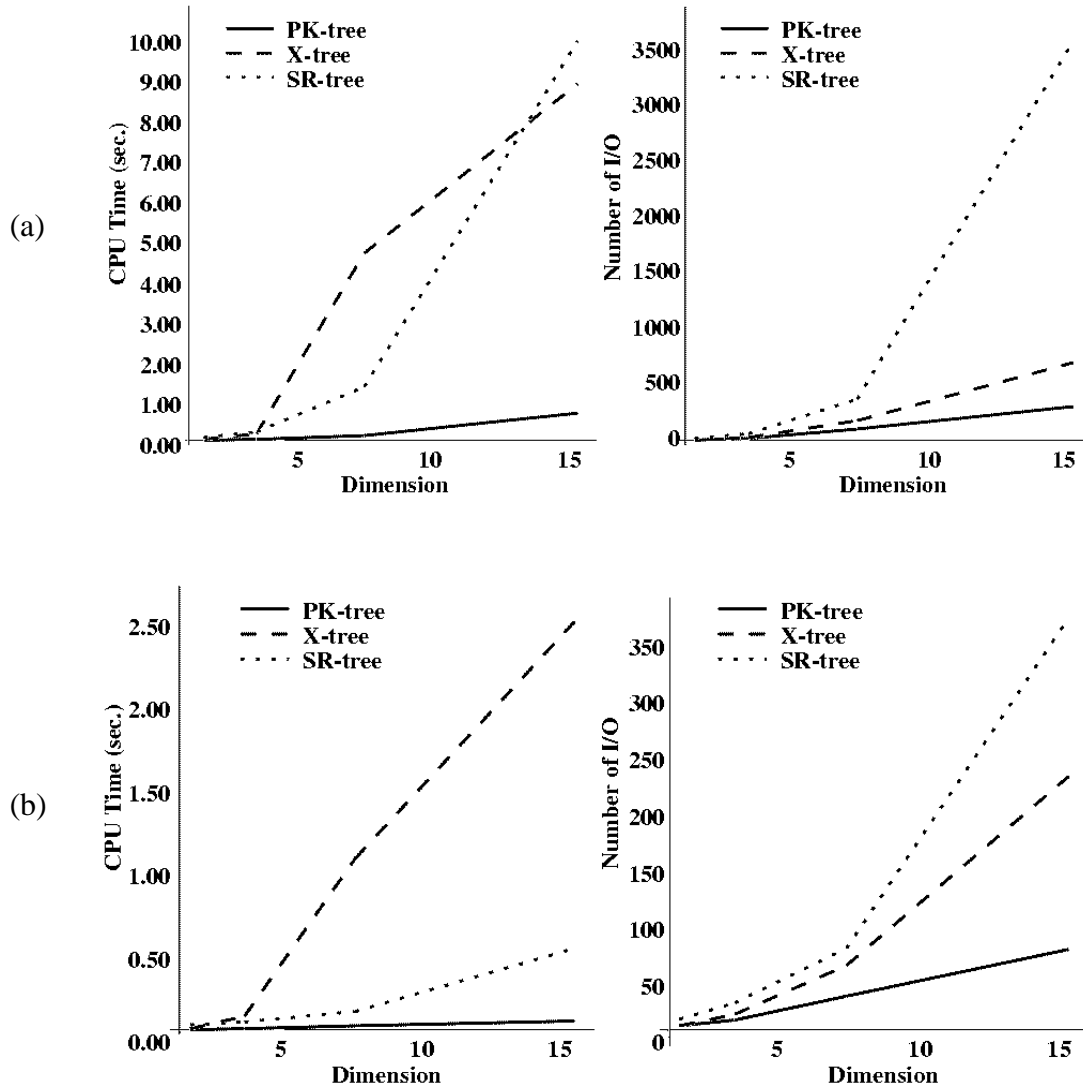 (a)
PK-tree
X-tree
SR-tree
10.00
9.00
8.00
7.00
6.00
5.00
4.00
3.00
2.00
1.00
0.00
CPU Time (sec.)
5 10 15
Dimension
PK-tree
X-tree
SR-tree
3500
3000
2500
2000
1500
1000
500
0
Number of I/O
5 10 15
Dimension
(b)
PK-tree
X-tree
SR-tree
2.50
2.00
1.50
1.00
0.50
0.00
CPU Time (sec.)
5 10 15
Dimension
PK-tree
X-tree
SR-tree
350
300
250
200
150
100
50
0
Number of I/O
5 10 15
Dimension